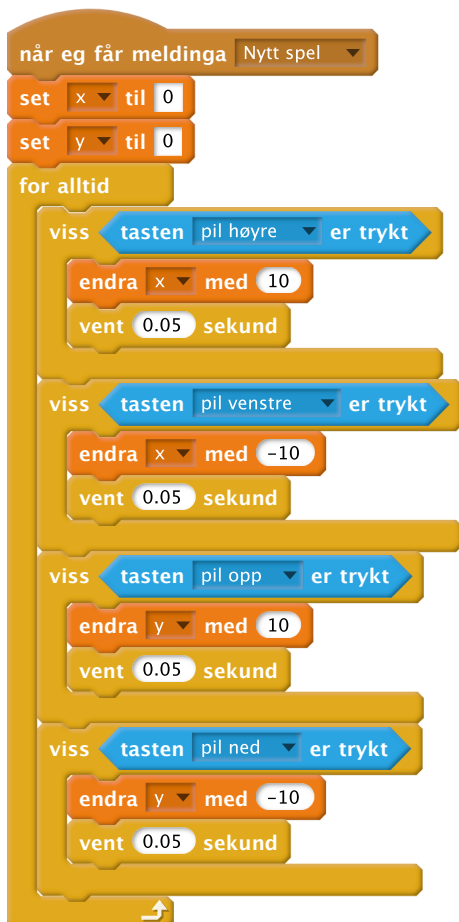 når eg får meldinga Nytt spel
set x til 0
set y til 0
for alltid
viss tasten pil høyre er trykt
endra x med 10
vent 0.05 sekund
viss tasten pil venstre er trykt
endra x med -10
vent 0.05 sekund
viss tasten pil opp er trykt
endra y med 10
vent 0.05 sekund
viss tasten pil ned er trykt
endra y med -10
vent 0.05 sekund